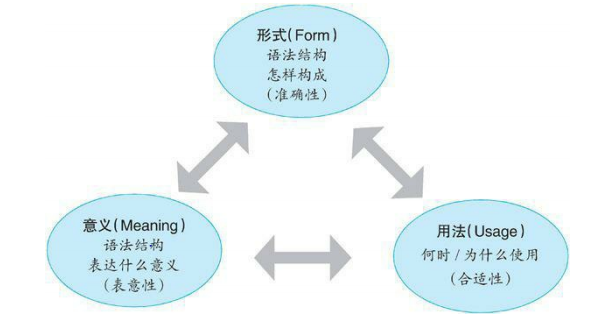 形式(Form)
语法结构
怎样构成
(准确性)
意义(Meaning)
语法结构
表达什么意义
(表意性)
用法(Usage)
何时/为什么使用
(合适性)